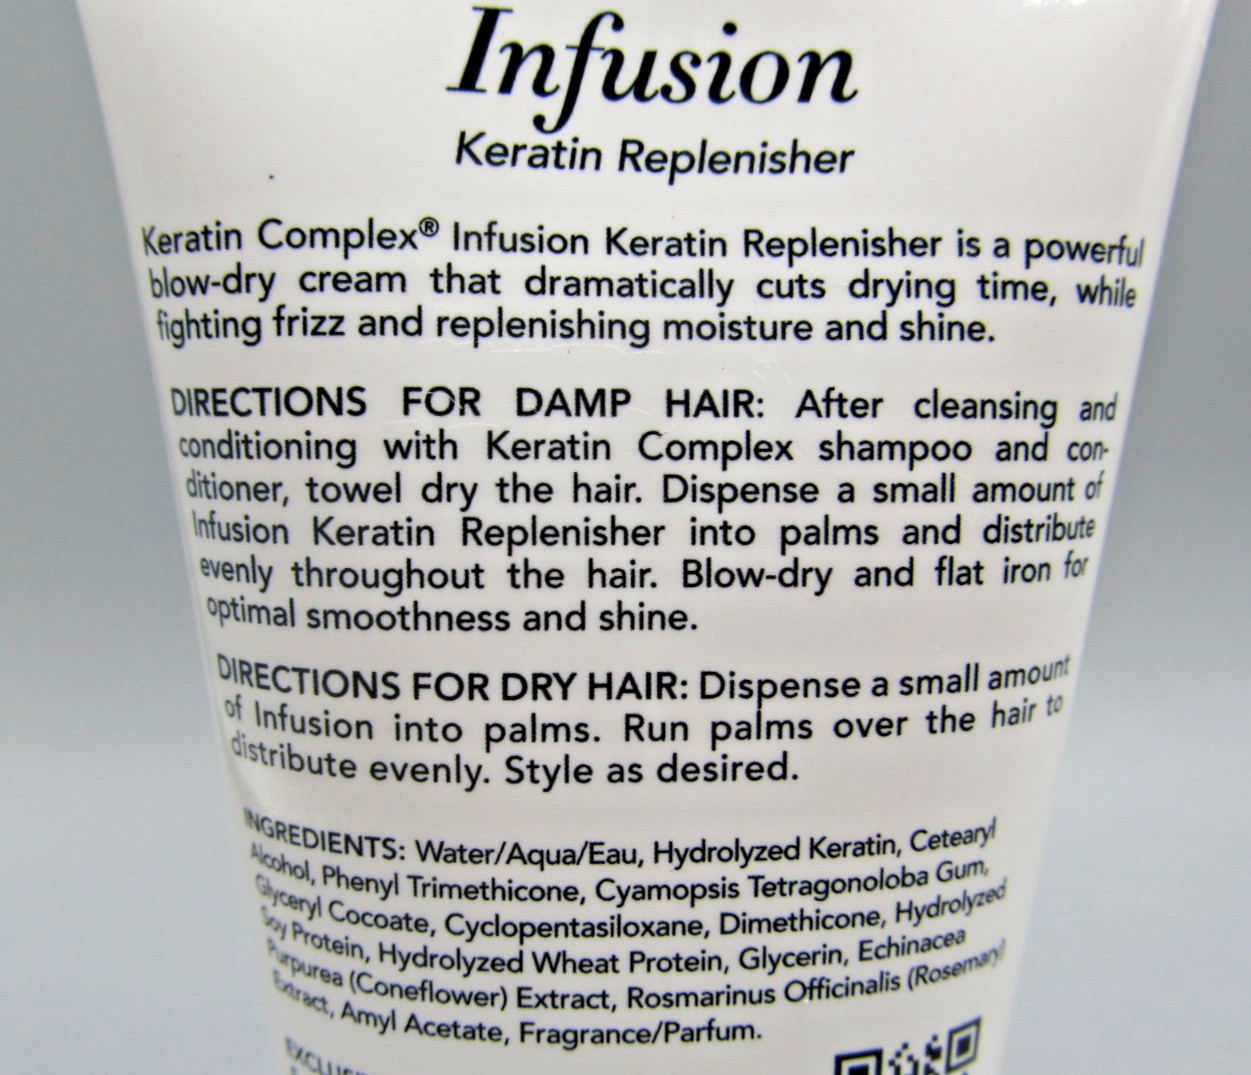 Infusion
Keratin Replenisher
Keratin Complex® Infusion Keratin Replenisher is a powerful
blow-dry cream that dramatically cuts drying time, while
fighting frizz and replenishing moisture and shine.
DIRECTIONS FOR DAMP HAIR: After cleansing and
conditioning with Keratin Complex shampoo and con-
ditioner, towel dry the hair. Dispense a small amount of
Infusion Keratin Replenisher into palms and distribute
evenly throughout the hair. Blow-dry and flat iron for
optimal smoothness and shine.
DIRECTIONS FOR DRY HAIR: Dispense a small amount
of Infusion into palms. Run palms over the hair to
distribute evenly. Style as desired.
INGREDIENTS: Water/Aqua/Eau, Hydrolyzed Keratin, Cetearyl
Alcohol, Phenyl Trimethicone, Cyamopsis Tetragonoloba Gum,
Glyceryl Cocoate, Cyclopentasiloxane, Dimethicone, Hydrolyzed
Soy Protein, Hydrolyzed Wheat Protein, Glycerin, Echinacea
Purpurea (Coneflower) Extract, Rosmarinus Officinalis (Rosemary)
Extract, Amyl Acetate, Fragrance/Parfum.